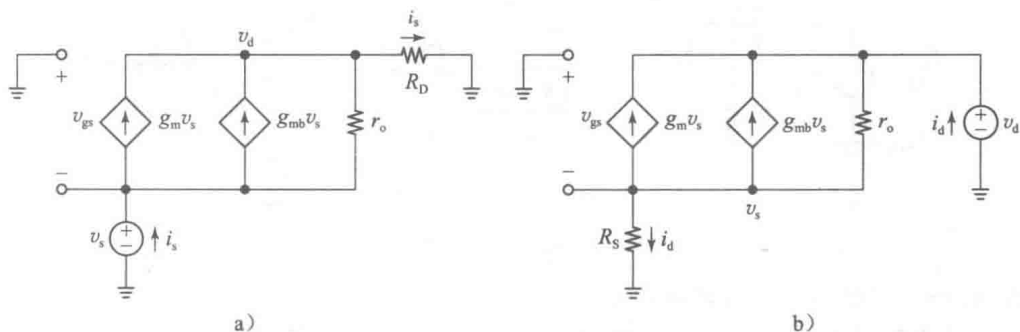 i_s
v_d
+
R_D
v_gs
g_m v_s
g_mb v_s
r_o
−
v_s
+
−
i_s
a)
+
v_gs
g_m v_s
g_mb v_s
r_o
i_d
+
−
v_d
−
v_s
R_S
i_d
b)